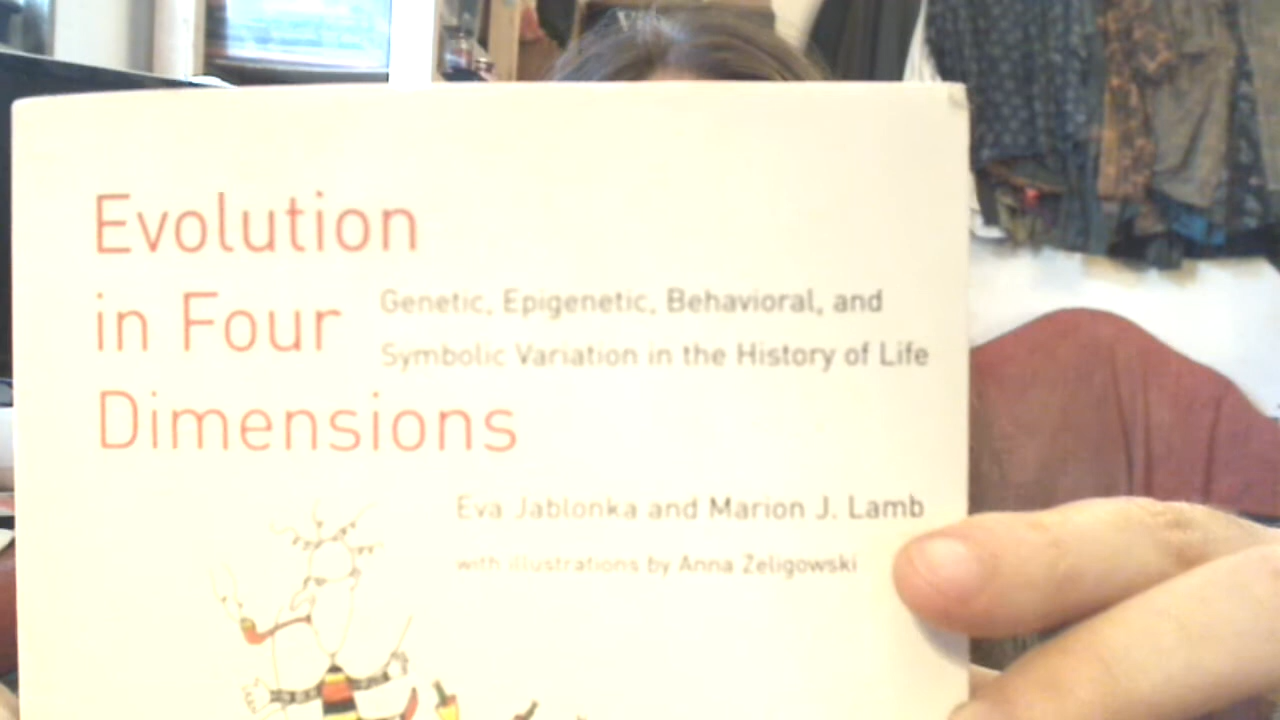 Evolution
in Four
Dimensions
Genetic, Epigenetic, Behavioral, and
Symbolic Variation in the History of Life
Eva Jablonka and Marion J. Lamb
with illustrations by Anna Zeligowski